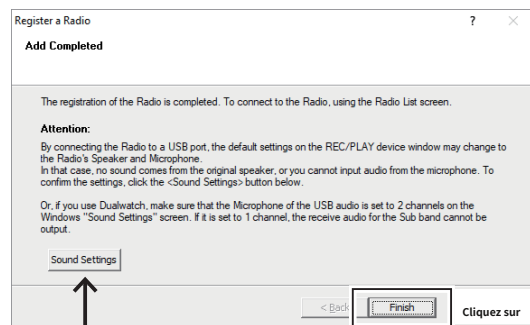 Register a Radio ? ×
Add Completed
The registration of the Radio is completed. To connect to the Radio, using the Radio List screen.
Attention:
By connecting the Radio to a USB port, the default settings on the REC/PLAY device window may change to
the Radio's Speaker and Microphone.
In that case, no sound comes from the original speaker, or you cannot input audio from the microphone. To
confirm the settings, click the <Sound Settings> button below.
Or, if you use Dualwatch, make sure that the Microphone of the USB audio is set to 2 channels on the
Windows "Sound Settings" screen. If it is set to 1 channel, the receive audio for the Sub band cannot be
output.
Sound Settings
< Back Finish Cliquez sur